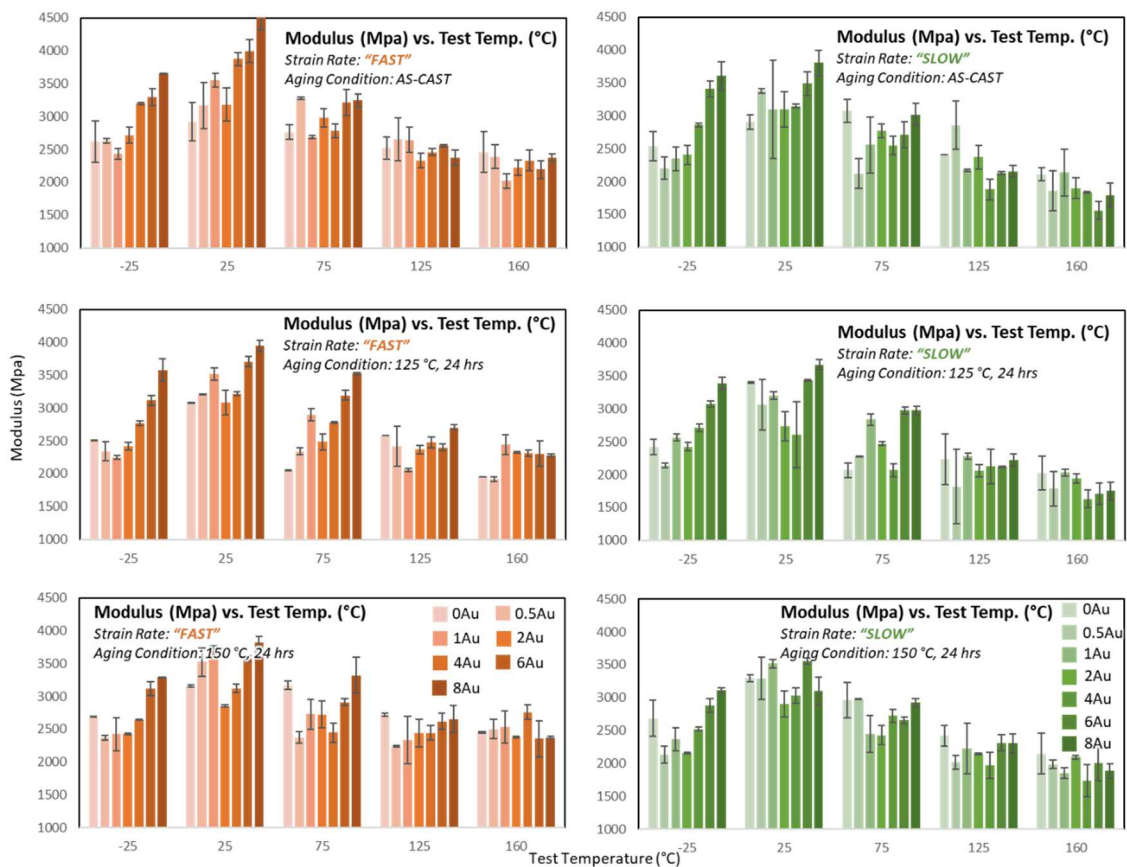 4500
4000
3500
3000
2500
2000
1500
1000
Modulus (Mpa) vs. Test Temp. (°C)
Strain Rate: “FAST”
Aging Condition: AS-CAST
-25 25 75 125 160
4500
4000
3500
3000
2500
2000
1500
1000
Modulus (Mpa) vs. Test Temp. (°C)
Strain Rate: “SLOW”
Aging Condition: AS-CAST
-25 25 75 125 160
Modulus (Mpa)
4500
4000
3500
3000
2500
2000
1500
1000
Modulus (Mpa) vs. Test Temp. (°C)
Strain Rate: “FAST”
Aging Condition: 125 °C, 24 hrs
-25 25 75 125 160
4500
4000
3500
3000
2500
2000
1500
1000
Modulus (Mpa) vs. Test Temp. (°C)
Strain Rate: “SLOW”
Aging Condition: 125 °C, 24 hrs
-25 25 75 125 160
4500
4000
3500
3000
2500
2000
1500
1000
Modulus (Mpa) vs. Test Temp. (°C)
Strain Rate: “FAST”
Aging Condition: 150 °C, 24 hrs
0Au 0.5Au
1Au 2Au
4Au 6Au
8Au
-25 25 75 125 160
4500
4000
3500
3000
2500
2000
1500
1000
Modulus (Mpa) vs. Test Temp. (°C)
Strain Rate: “SLOW”
Aging Condition: 150 °C, 24 hrs
0Au
0.5Au
1Au
2Au
4Au
6Au
8Au
-25 25 75 125 160
Test Temperature (°C)